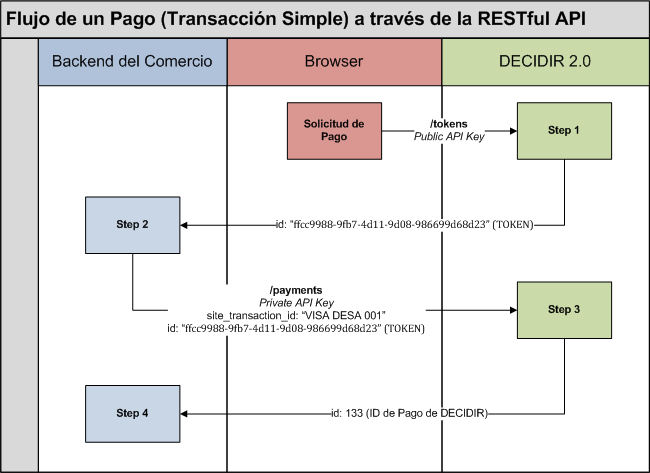 Flujo de un Pago (Transacción Simple) a través de la RESTful API
Backend del Comercio
Browser
DECIDIR 2.0
Solicitud de
Pago
/tokens
Public API Key
Step 1
Step 2
id: "ffcc9988-9fb7-4d11-9d08-986699d68d23" (TOKEN)
/payments
Private API Key
site_transaction_id: "VISA DESA 001"
id: "ffcc9988-9fb7-4d11-9d08-986699d68d23" (TOKEN)
Step 3
Step 4
id: 133 (ID de Pago de DECIDIR)